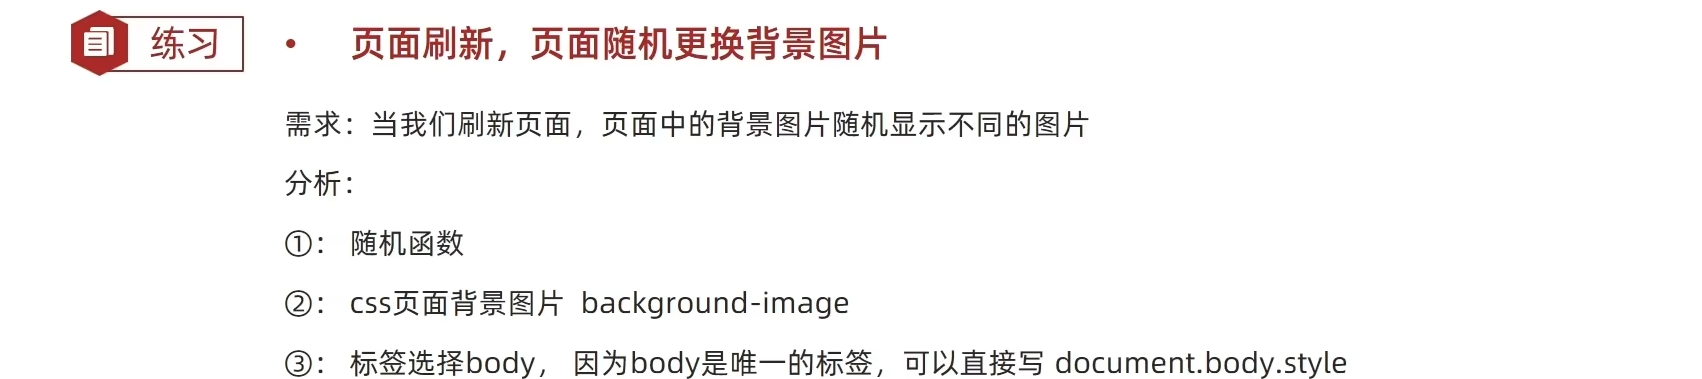 练习 • 页面刷新，页面随机更换背景图片
需求：当我们刷新页面，页面中的背景图片随机显示不同的图片
分析：
①： 随机函数
②： css页面背景图片 background-image
③： 标签选择body， 因为body是唯一的标签，可以直接写 document.body.style